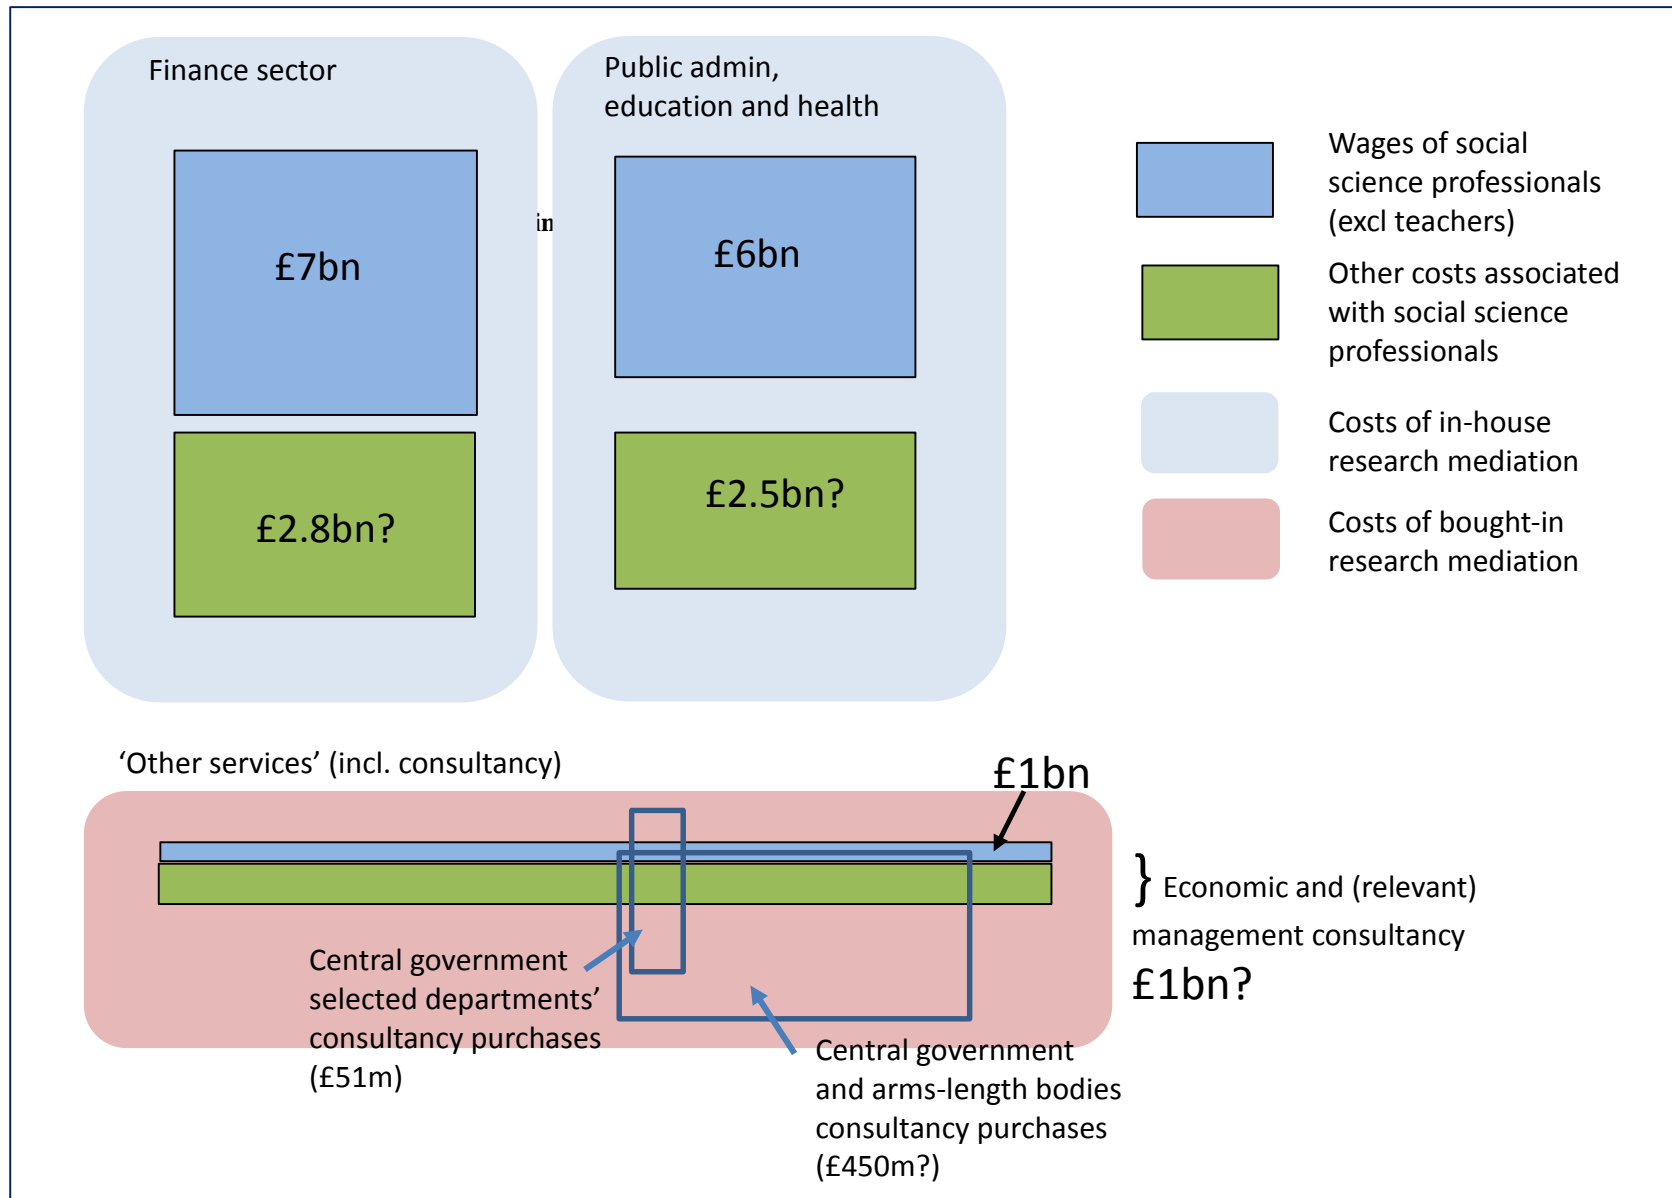 Finance sector
Public admin,
education and health
£7bn
in
£6bn
£2.8bn?
£2.5bn?
Wages of social
science professionals
(excl teachers)
Other costs associated
with social science
professionals
Costs of in-house
research mediation
Costs of bought-in
research mediation
‘Other services’ (incl. consultancy)
£1bn
} Economic and (relevant)
management consultancy
£1bn?
Central government
selected departments’
consultancy purchases
(£51m)
Central government
and arms-length bodies
consultancy purchases
(£450m?)